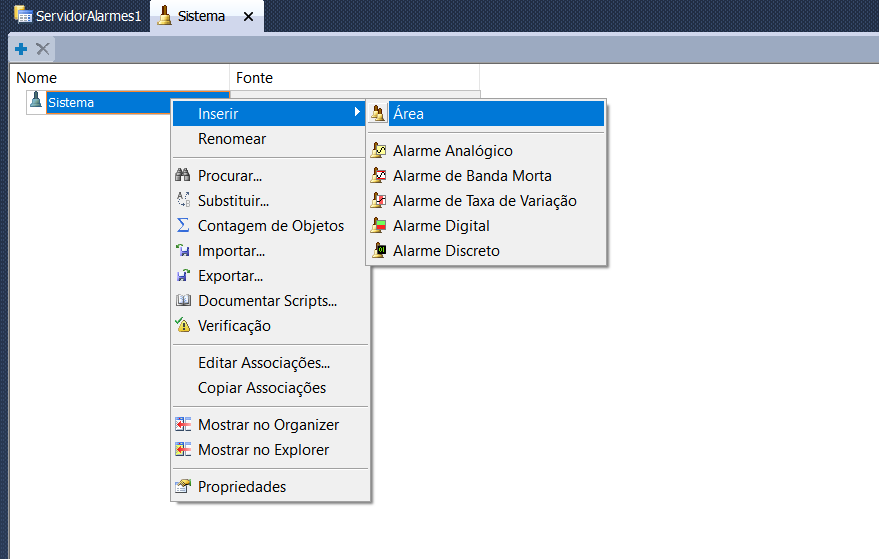 ServidorAlarmes1
Sistema
Nome
Fonte
Sistema
Inserir
Renomear
Procurar...
Substituir...
Contagem de Objetos
Importar...
Exportar...
Documentar Scripts...
Verificação
Editar Associações...
Copiar Associações
Mostrar no Organizer
Mostrar no Explorer
Propriedades
Área
Alarme Analógico
Alarme de Banda Morta
Alarme de Taxa de Variação
Alarme Digital
Alarme Discreto